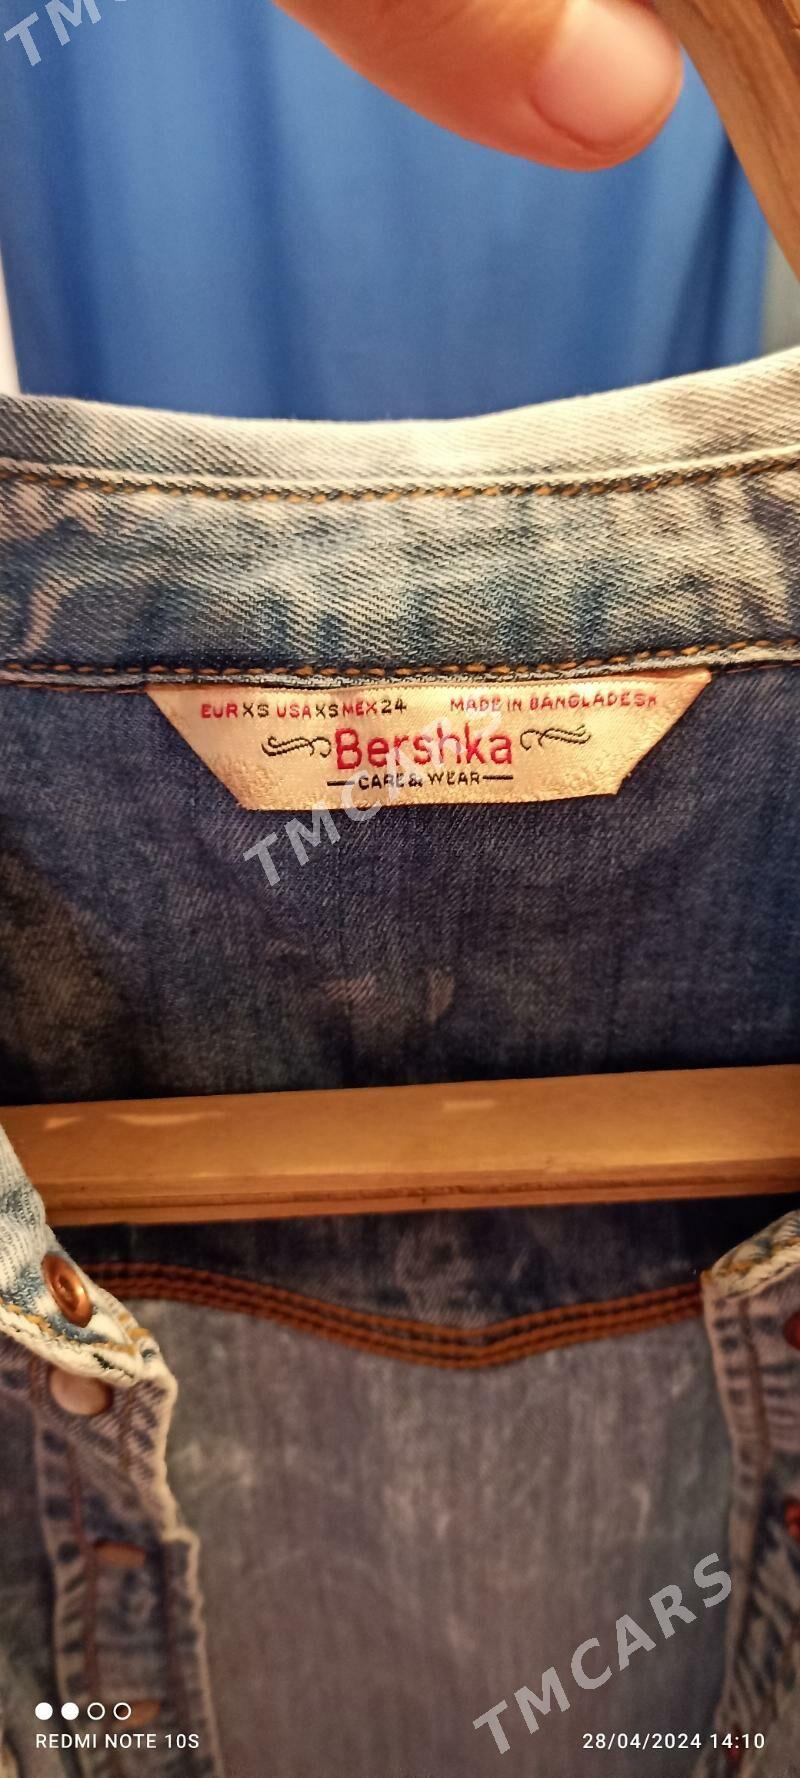 TM
EUR XS USA XS MEX 24 MADE IN BANGLADESH
Bershka
CARE & WEAR
TMCARS
TMCARS
REDMI NOTE 10S
28/04/2024 14:10